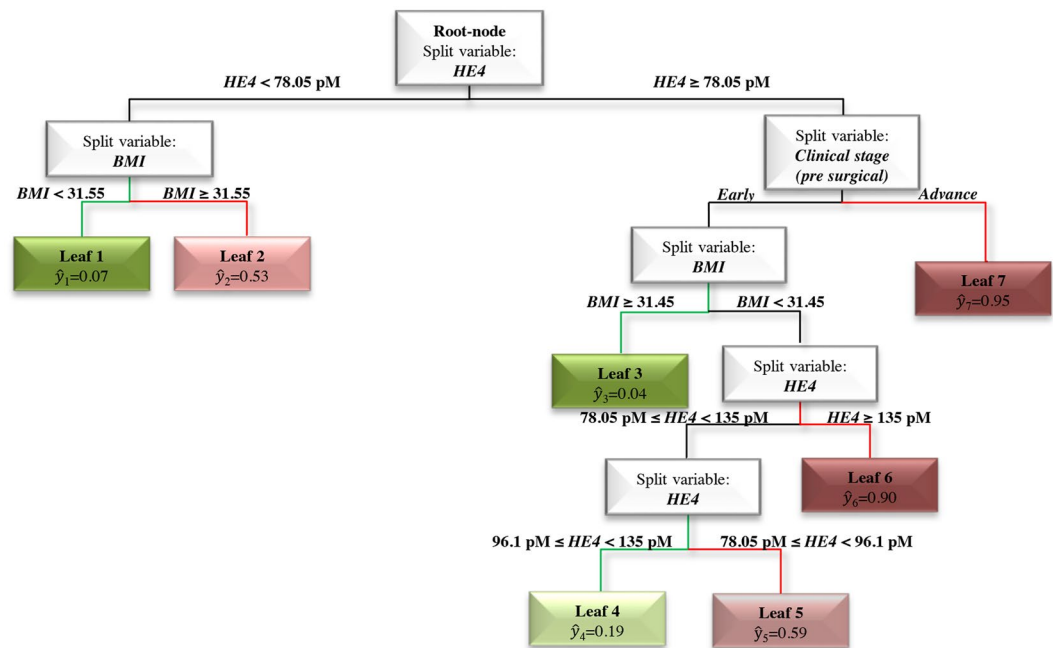 Root-node
Split variable:
HE4
HE4 < 78.05 pM
HE4 ≥ 78.05 pM
Split variable:
BMI
Split variable:
Clinical stage
(pre surgical)
BMI < 31.55
BMI ≥ 31.55
Early
Advance
Leaf 1
ŷ₁=0.07
Leaf 2
ŷ₂=0.53
Split variable:
BMI
Leaf 7
ŷ₇=0.95
BMI ≥ 31.45
BMI < 31.45
Leaf 3
ŷ₃=0.04
Split variable:
HE4
78.05 pM ≤ HE4 < 135 pM
HE4 ≥ 135 pM
Split variable:
HE4
Leaf 6
ŷ₆=0.90
96.1 pM ≤ HE4 < 135 pM
78.05 pM ≤ HE4 < 96.1 pM
Leaf 4
ŷ₄=0.19
Leaf 5
ŷ₅=0.59